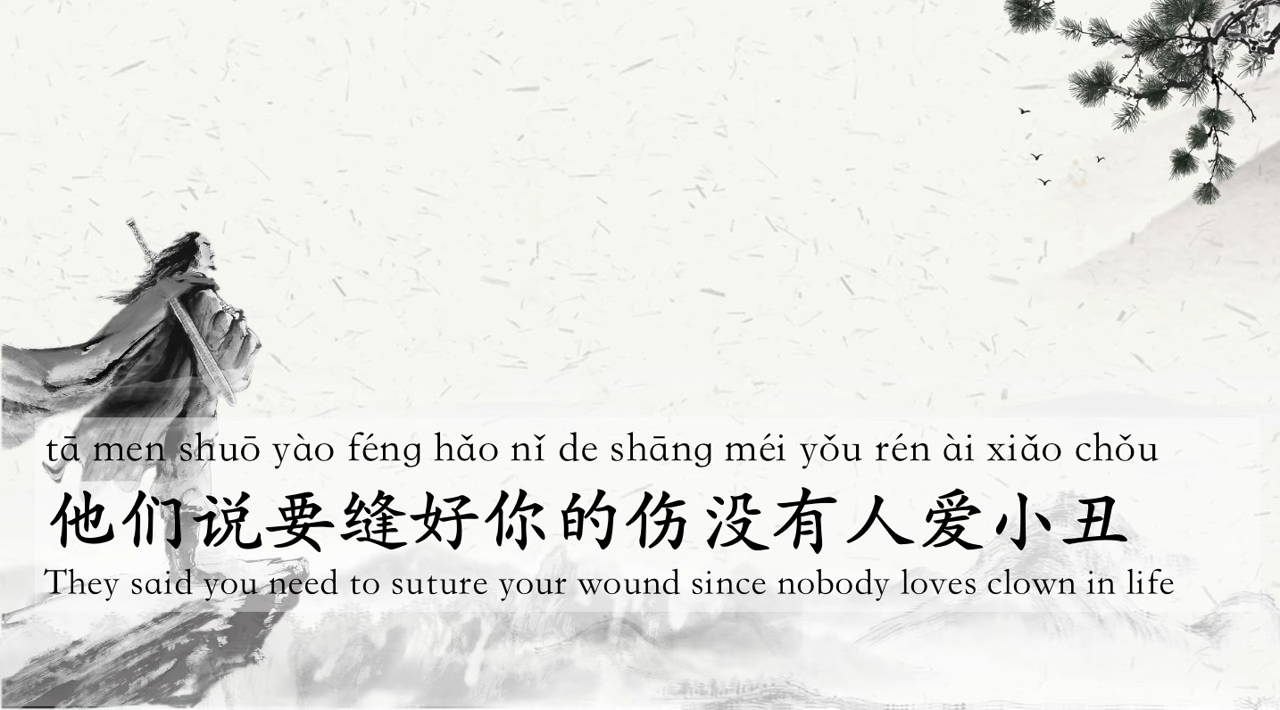 tā men shuō yào féng hǎo nǐ de shāng méi yǒu rén ài xiǎo chǒu
他们说要缝好你的伤没有人爱小丑
They said you need to suture your wound since nobody loves clown in life